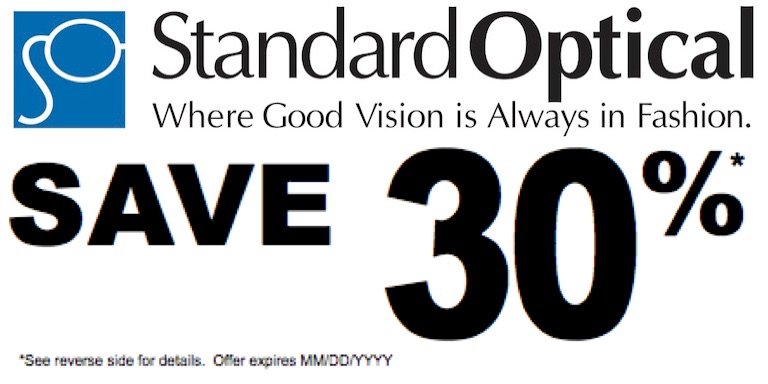 Standard Optical
Where Good Vision is Always in Fashion.
SAVE 30%*
*See reverse side for details. Offer expires MM/DD/YYYY